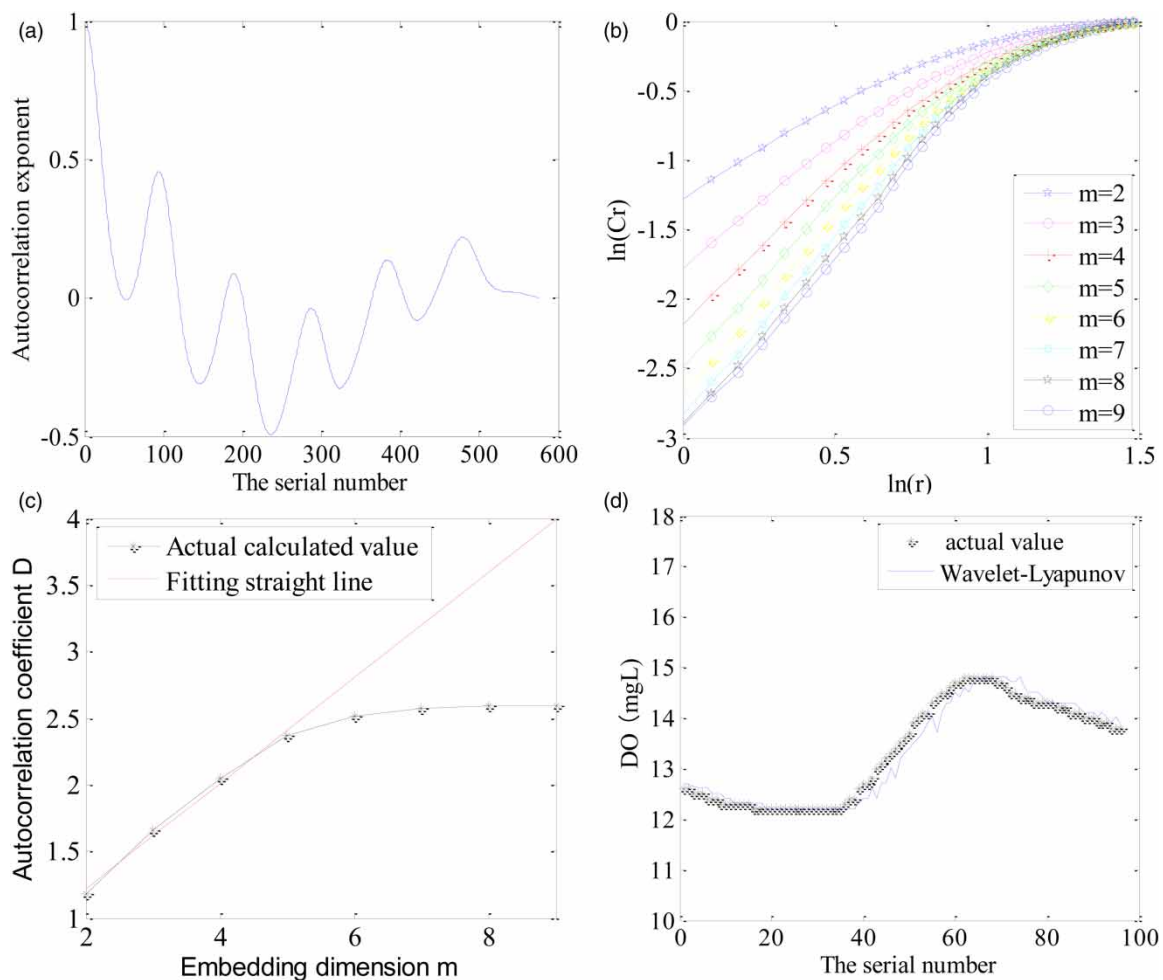 (a)
1
0.5
0
-0.5
0 100 200 300 400 500 600
Autocorrelation exponent
The serial number
(b)
0
-0.5
-1
-1.5
-2
-2.5
-3
0 0.5 1 1.5
ln(Cr)
ln(r)
m=2
m=3
m=4
m=5
m=6
m=7
m=8
m=9
(c)
4
3.5
3
2.5
2
1.5
1
2 4 6 8
Autocorrelation coefficient D
Embedding dimension m
Actual calculated value
Fitting straight line
(d)
18
17
16
15
14
13
12
11
10
0 20 40 60 80 100
DO (mgL)
The serial number
actual value
Wavelet-Lyapunov